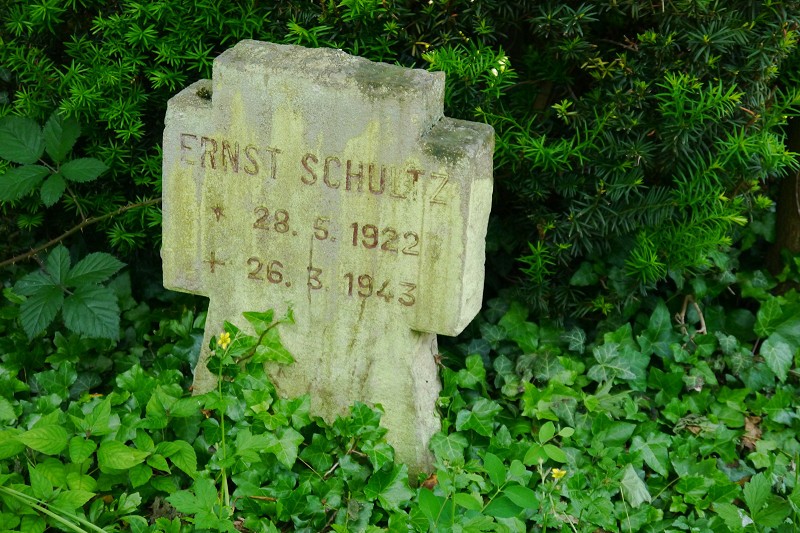 ERNST SCHULTZ
* 28. 5. 1922
+ 26. 3. 1943